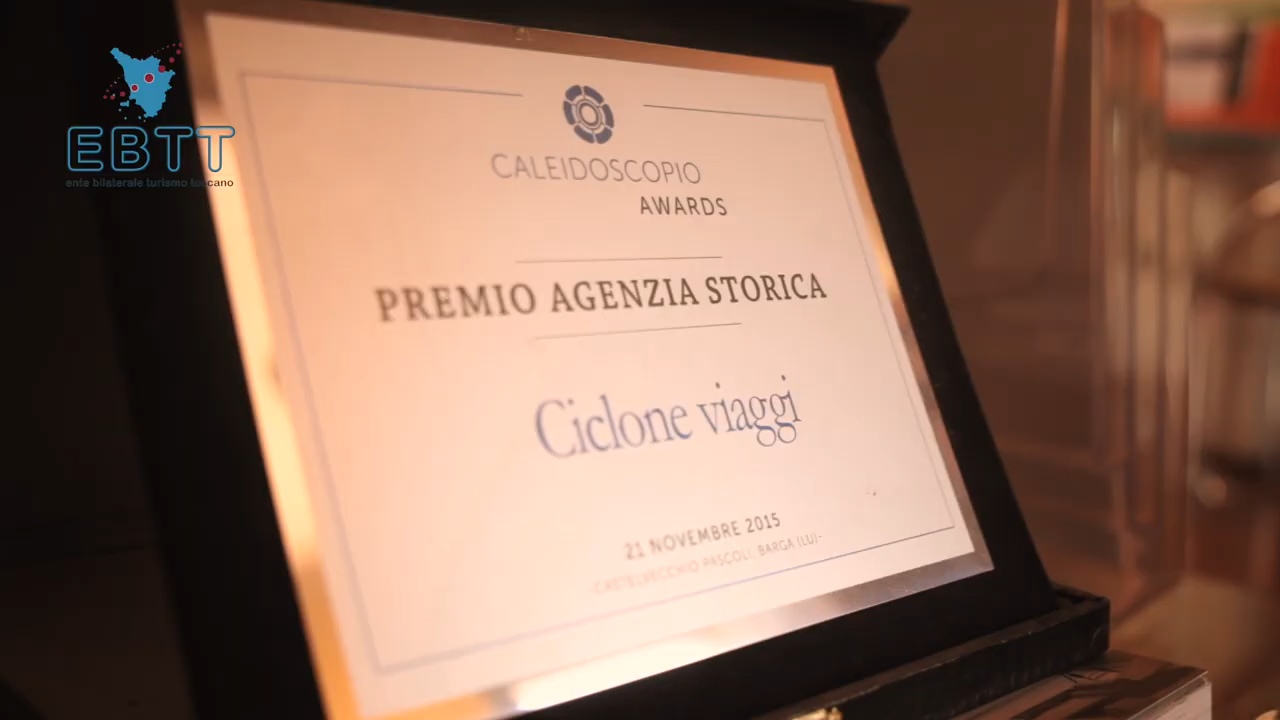 EBTT
ente bilaterale turismo toscano
CALEIDOSCOPIO
AWARDS
PREMIO AGENZIA STORICA
Ciclone viaggi
21 NOVEMBRE 2015
CASTELVECCHIO PASCOLI, BARGA (LU)-